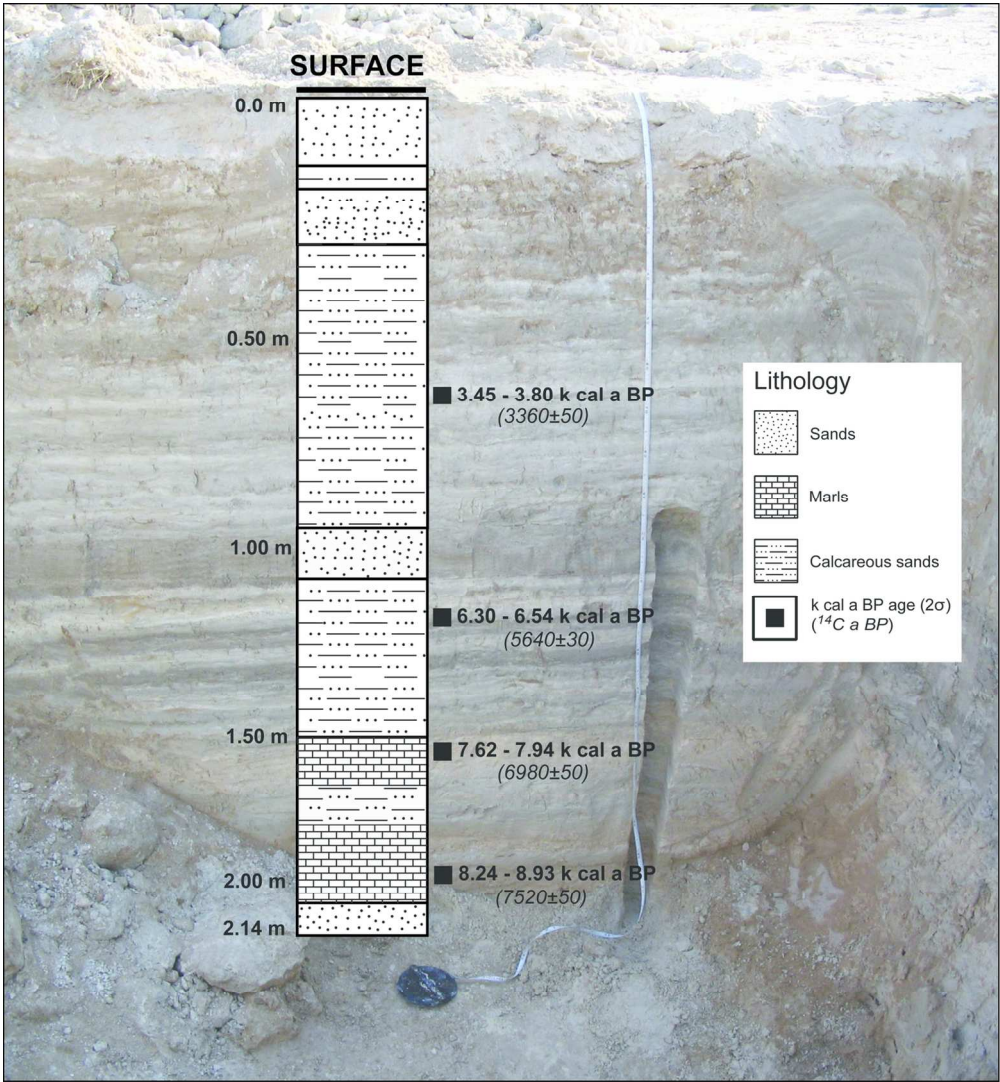 SURFACE
0.0 m
0.50 m
3.45 - 3.80 k cal a BP
(3360±50)
1.00 m
6.30 - 6.54 k cal a BP
(5640±30)
1.50 m
7.62 - 7.94 k cal a BP
(6980±50)
2.00 m
8.24 - 8.93 k cal a BP
(7520±50)
2.14 m
Lithology
Sands
Marls
Calcareous sands
k cal a BP age (2σ)
(¹⁴C a BP)